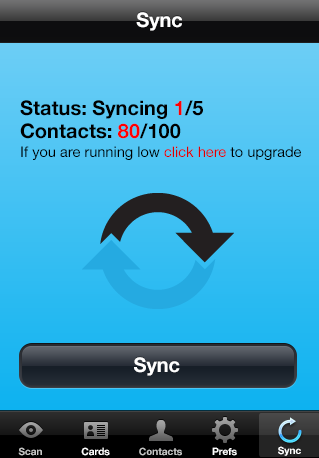 Sync
Status: Syncing 1/5
Contacts: 80/100
If you are running low click here to upgrade
Sync
Scan Cards Contacts Prefs Sync